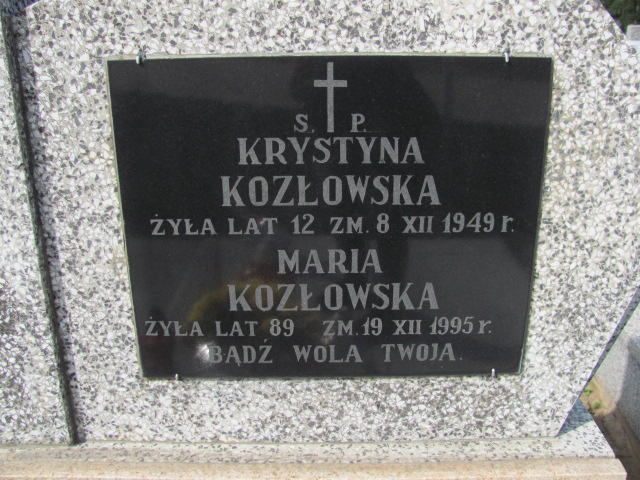 S. P.
KRYSTYNA
KOZŁOWSKA
ŻYŁA LAT 12 ZM. 8 XII 1949 r.
MARIA
KOZŁOWSKA
ŻYŁA LAT 89 ZM. 19 XII 1995 r.
BĄDŹ WOLA TWOJA.